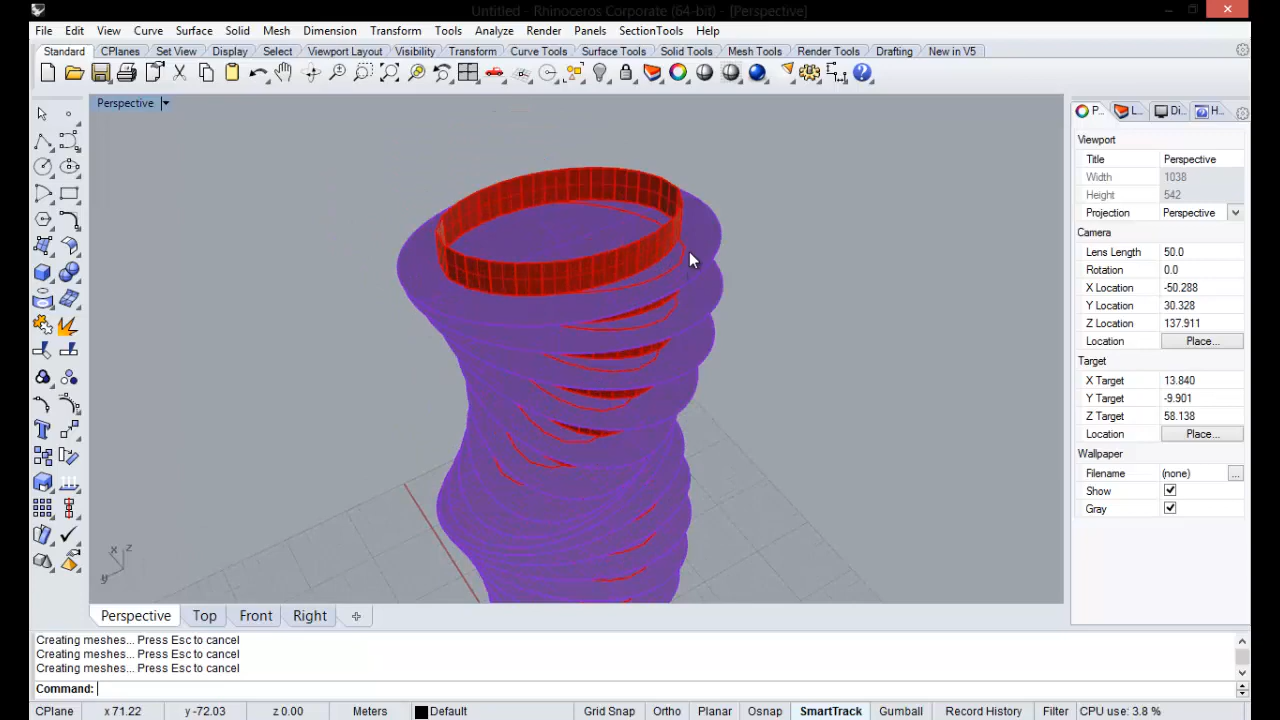 Untitled - Rhinoceros Corporate (64-bit) - [Perspective]
File Edit View Curve Surface Solid Mesh Dimension Transform Tools Analyze Render Panels SectionTools Help
Standard CPlanes Set View Display Select Viewport Layout Visibility Transform Curve Tools Surface Tools Solid Tools Mesh Tools Render Tools Drafting New in V5
Perspective
P... L... Di... H...
Viewport
Title Perspective
Width 1038
Height 542
Projection Perspective
Camera
Lens Length 50.0
Rotation 0.0
X Location -50.288
Y Location 30.328
Z Location 137.911
Location Place...
Target
X Target 13.840
Y Target -9.901
Z Target 58.138
Location Place...
Wallpaper
Filename (none) ...
Show
Gray
x z
y
Perspective Top Front Right
Creating meshes... Press Esc to cancel
Creating meshes... Press Esc to cancel
Creating meshes... Press Esc to cancel
Command:
CPlane x 71.22 y -72.03 z 0.00 Meters Default Grid Snap Ortho Planar Osnap SmartTrack Gumball Record History Filter CPU use: 3.8 %